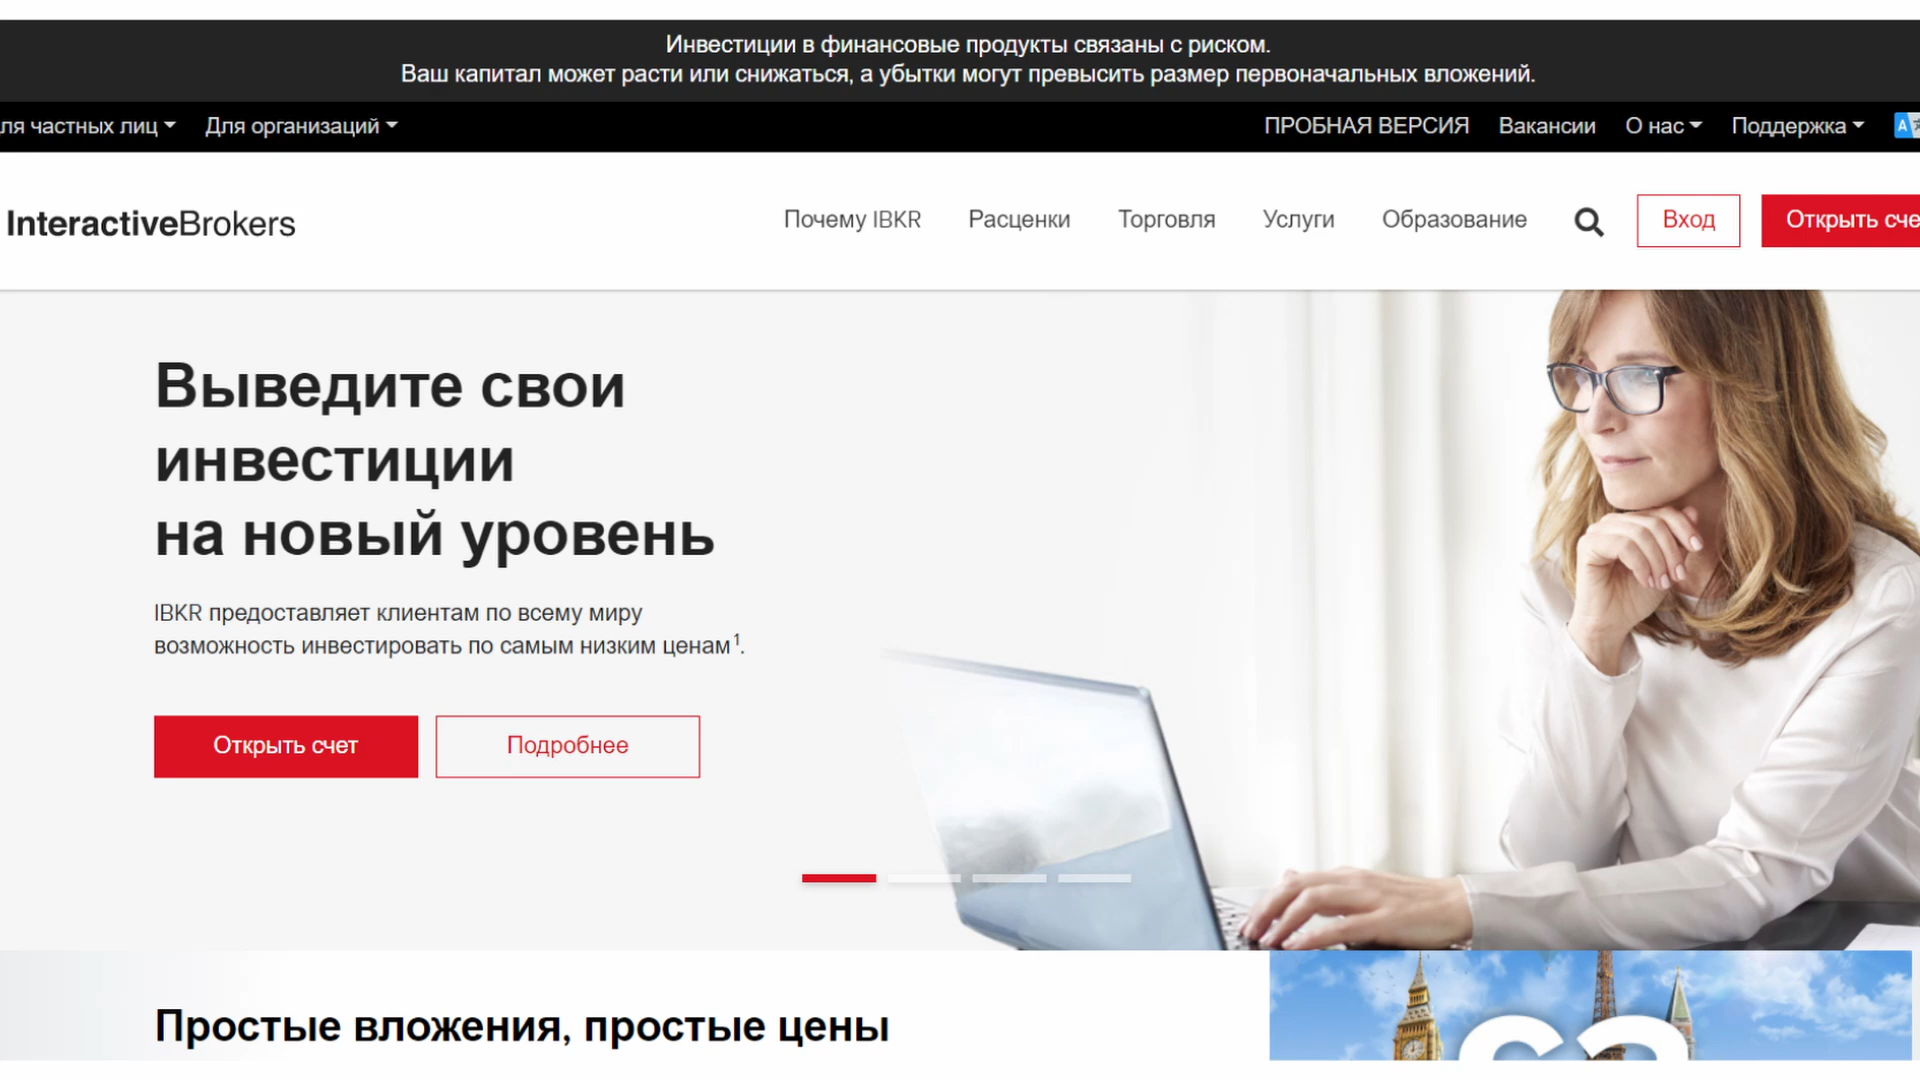 Инвестиции в финансовые продукты связаны с риском.
Ваш капитал может расти или снижаться, а убытки могут превысить размер первоначальных вложений.
ля частных лиц Для организаций ПРОБНАЯ ВЕРСИЯ Вакансии О нас Поддержка
InteractiveBrokers Почему IBKR Расценки Торговля Услуги Образование Вход Открыть сче
Выведите свои
инвестиции
на новый уровень
IBKR предоставляет клиентам по всему миру
возможность инвестировать по самым низким ценам¹.
Открыть счет Подробнее
Простые вложения, простые цены